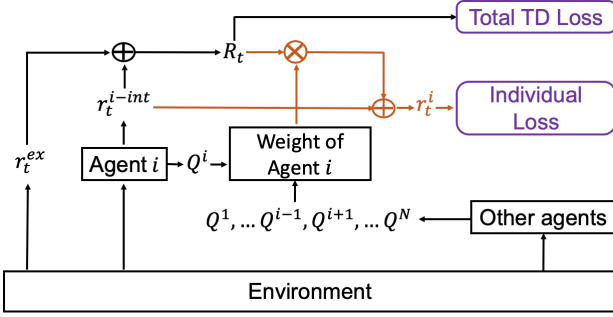 Total TD Loss
⊕ R_t ⊗
r_t^{i−int} ⊕ r_t^i Individual
Loss
r_t^{ex} Agent i Q^i Weight of
Agent i
Q^1, … Q^{i−1}, Q^{i+1}, … Q^N Other agents
Environment